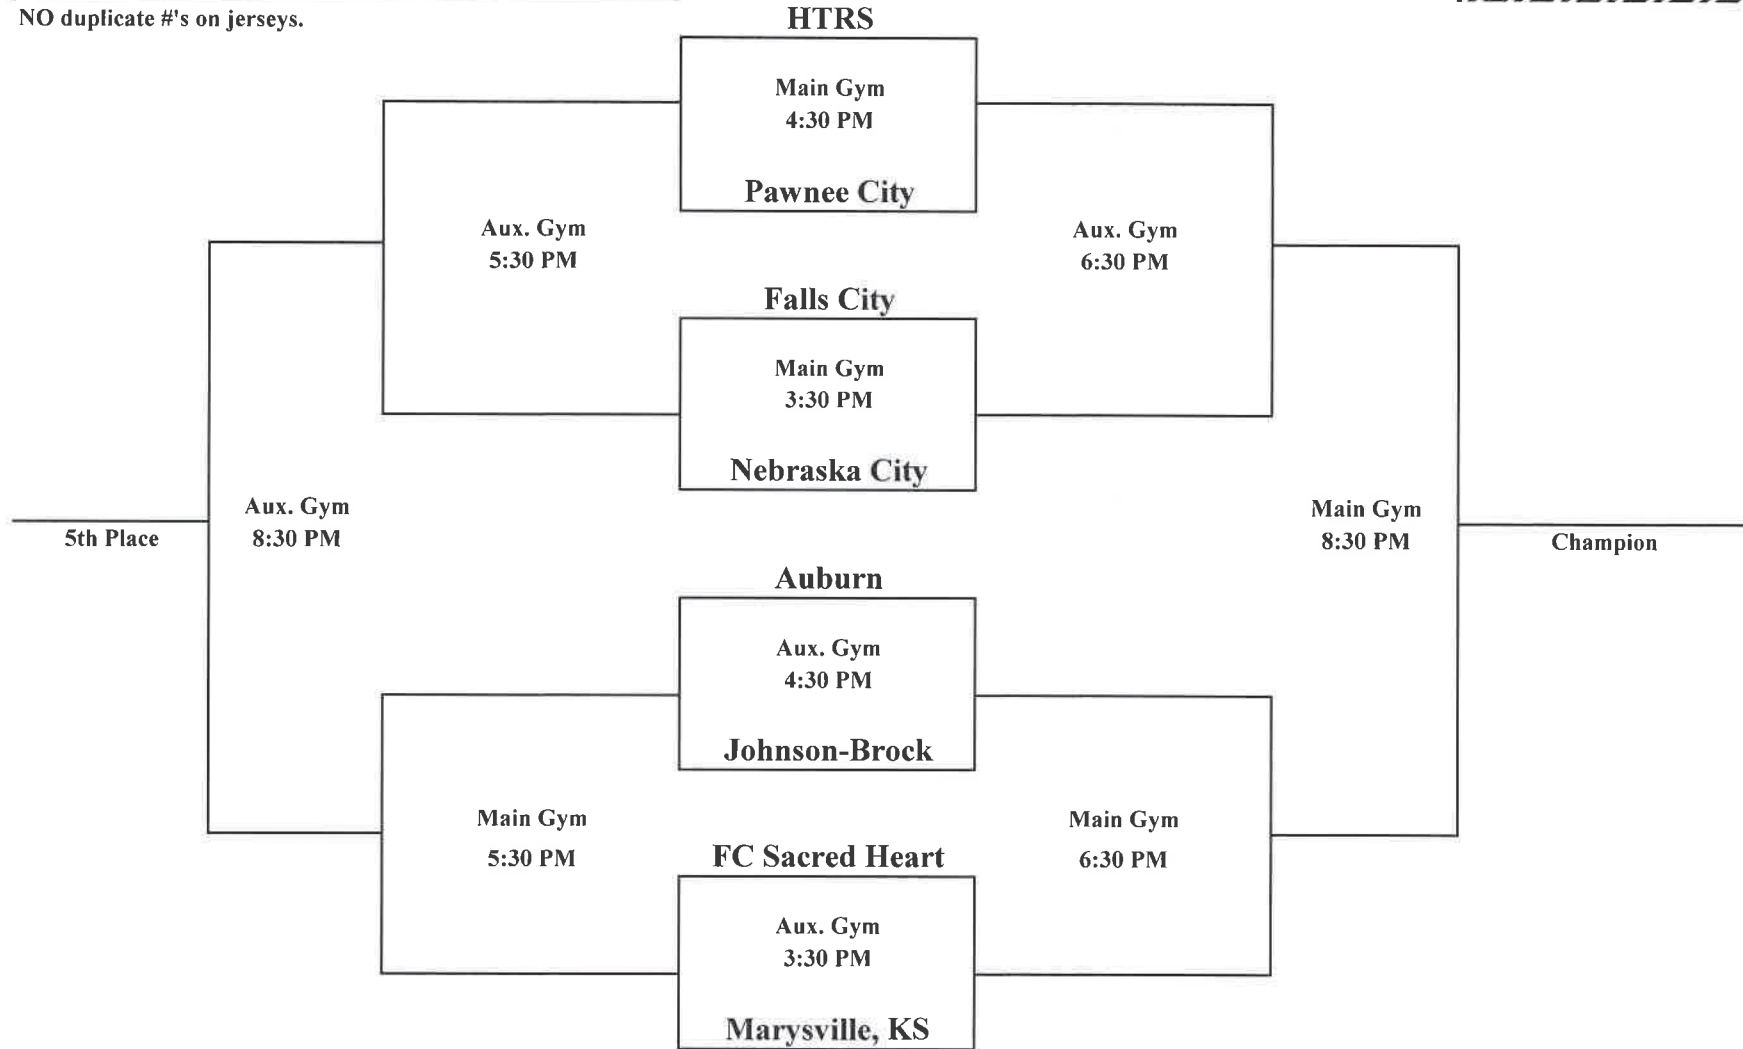 NO duplicate #'s on jerseys.
HTRS
Main Gym
4:30 PM
Pawnee City
Aux. Gym
5:30 PM
Aux. Gym
6:30 PM
Falls City
Main Gym
3:30 PM
Nebraska City
Aux. Gym
8:30 PM
5th Place
Main Gym
8:30 PM
Champion
Auburn
Aux. Gym
4:30 PM
Johnson-Brock
Main Gym
5:30 PM
Main Gym
6:30 PM
FC Sacred Heart
Aux. Gym
3:30 PM
Marysville, KS